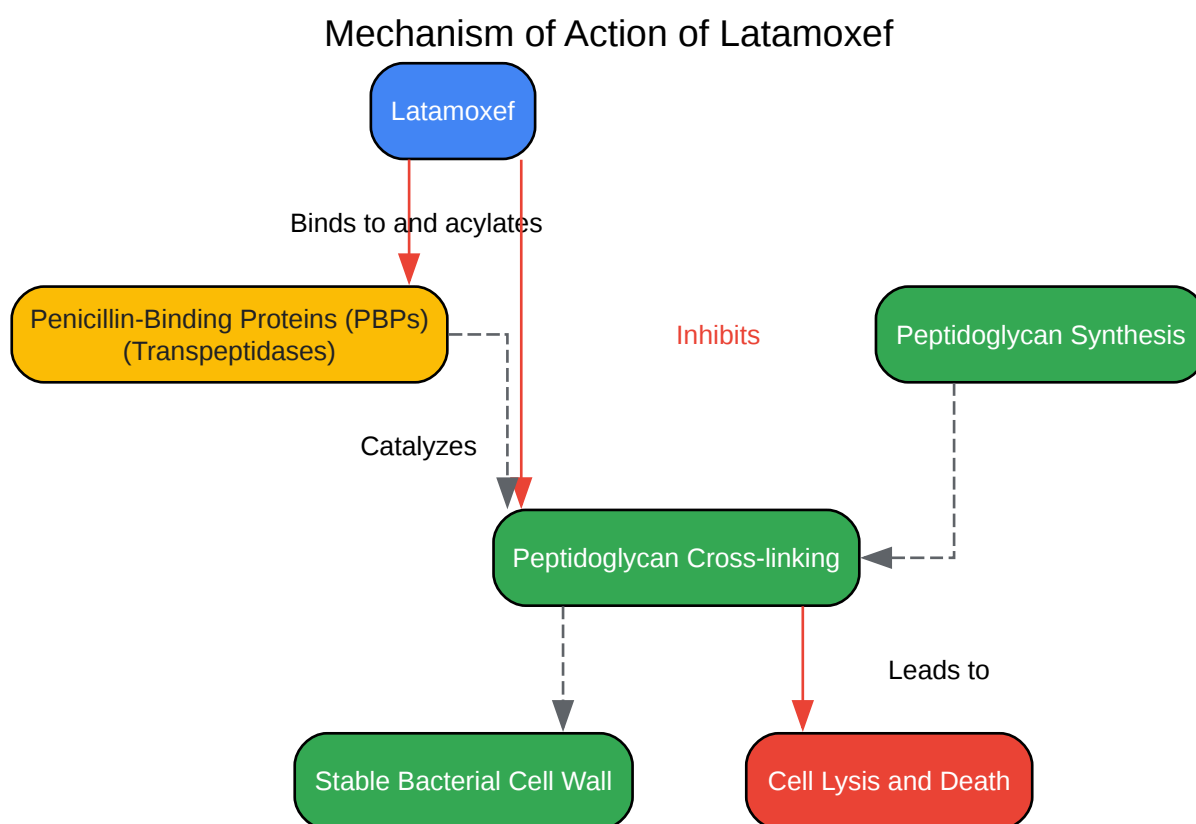 Mechanism of Action of Latamoxef
Latamoxef
Binds to and acylates
Penicillin-Binding Proteins (PBPs)
(Transpeptidases)
Inhibits
Peptidoglycan Synthesis
Catalyzes
Peptidoglycan Cross-linking
Leads to
Stable Bacterial Cell Wall
Cell Lysis and Death